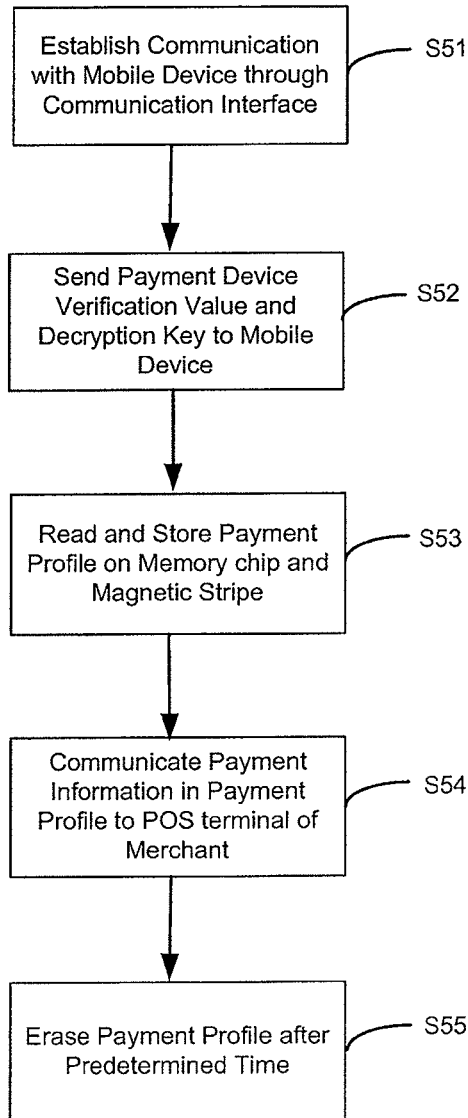 Establish Communication
with Mobile Device through
Communication Interface
S51
Send Payment Device
Verification Value and
Decryption Key to Mobile
Device
S52
Read and Store Payment
Profile on Memory chip and
Magnetic Stripe
S53
Communicate Payment
Information in Payment
Profile to POS terminal of
Merchant
S54
Erase Payment Profile after
Predetermined Time
S55